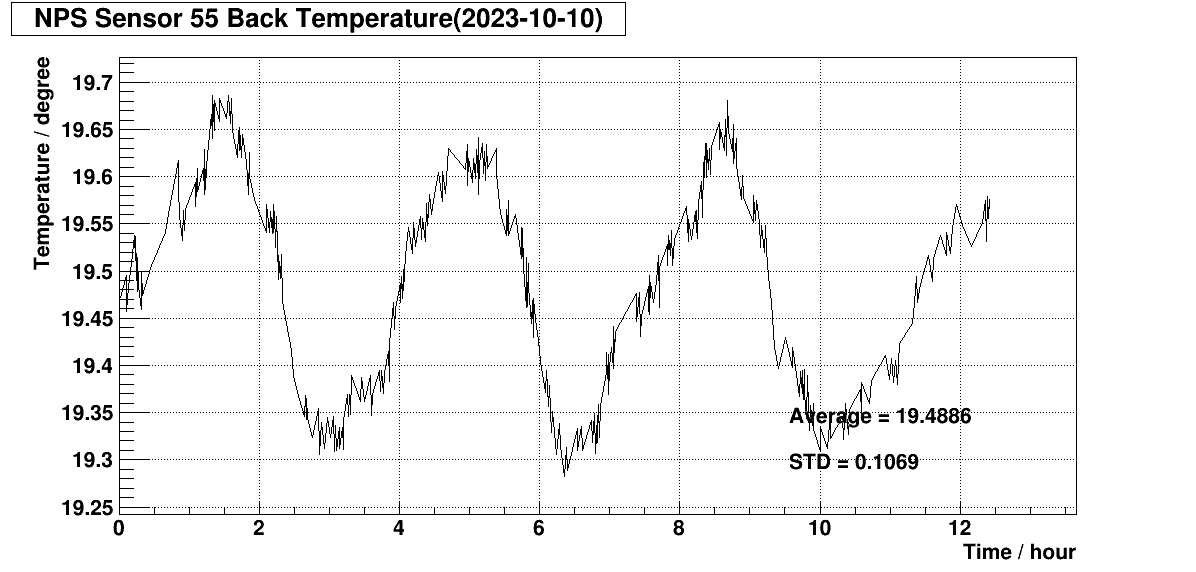 NPS Sensor 55 Back Temperature(2023-10-10)
Temperature / degree
19.7
19.65
19.6
19.55
19.5
19.45
19.4
19.35
19.3
19.25
Average = 19.4886
STD = 0.1069
0 2 4 6 8 10 12
Time / hour